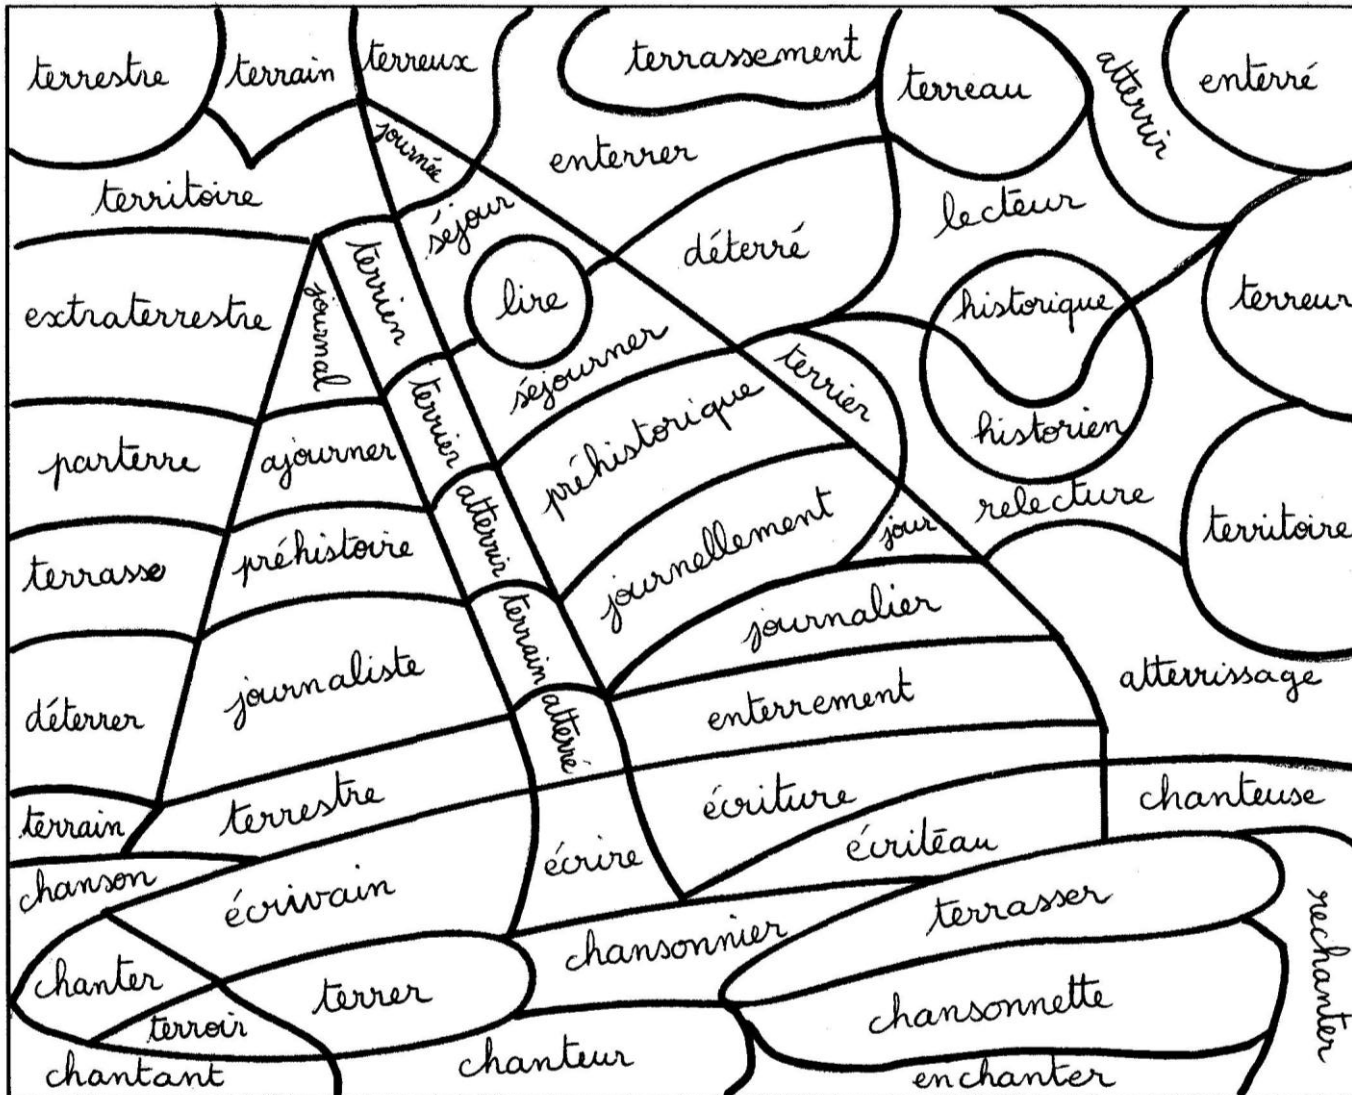 terrestre
terrain
terreux
terrassement
terreau
atterrir
enterré
journée
enterrer
territoire
séjour
lecteur
déterré
terrien
lire
historique
terreur
extraterrestre
journal
séjourner
terrier
terrier
préhistorique
historien
parterre
ajourner
relecture
atterrir
journellement
jour
territoire
terrasse
préhistoire
terrain
journalier
journaliste
atterrissage
déterrer
atterré
enterrement
terrestre
écriture
chanteuse
terrain
écriteau
écrire
chanson
écrivain
terrasser
rechanter
chansonnier
chanter
terrer
chansonnette
terroir
chanteur
chantant
enchanter